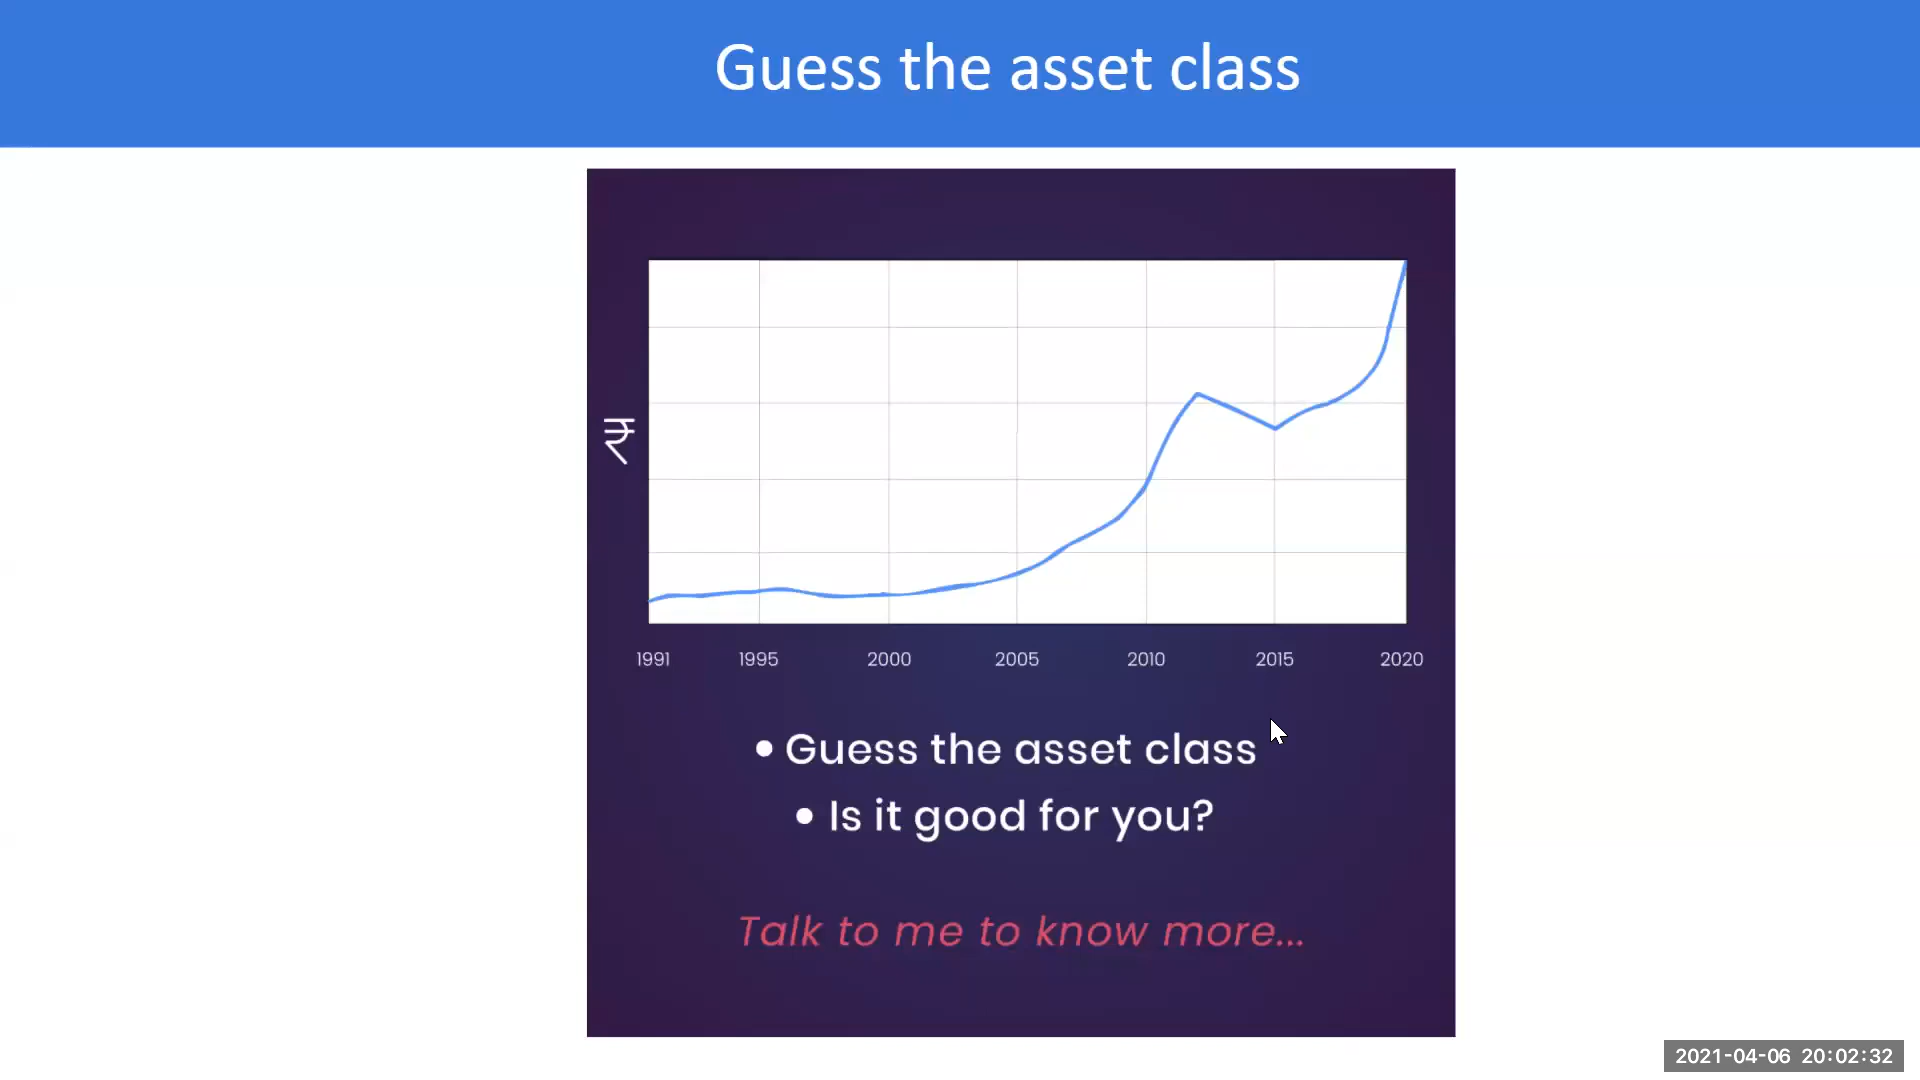 Guess the asset class
₹
1991 1995 2000 2005 2010 2015 2020
• Guess the asset class
• Is it good for you?
Talk to me to know more...
2021-04-06 20:02:32